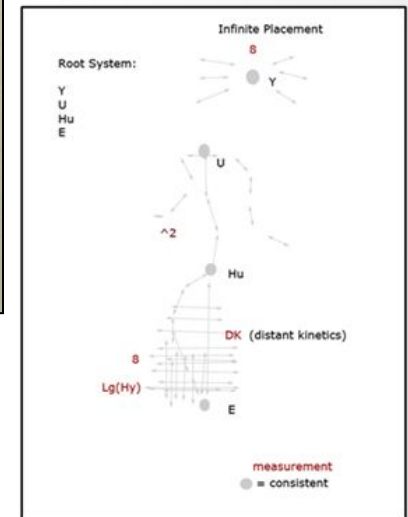 Infinite Placement
8
Root System:
Y
Y
U
Hu
E
U
^2
Hu
DK (distant kinetics)
8
Lg(Hy)
E
measurement
= consistent